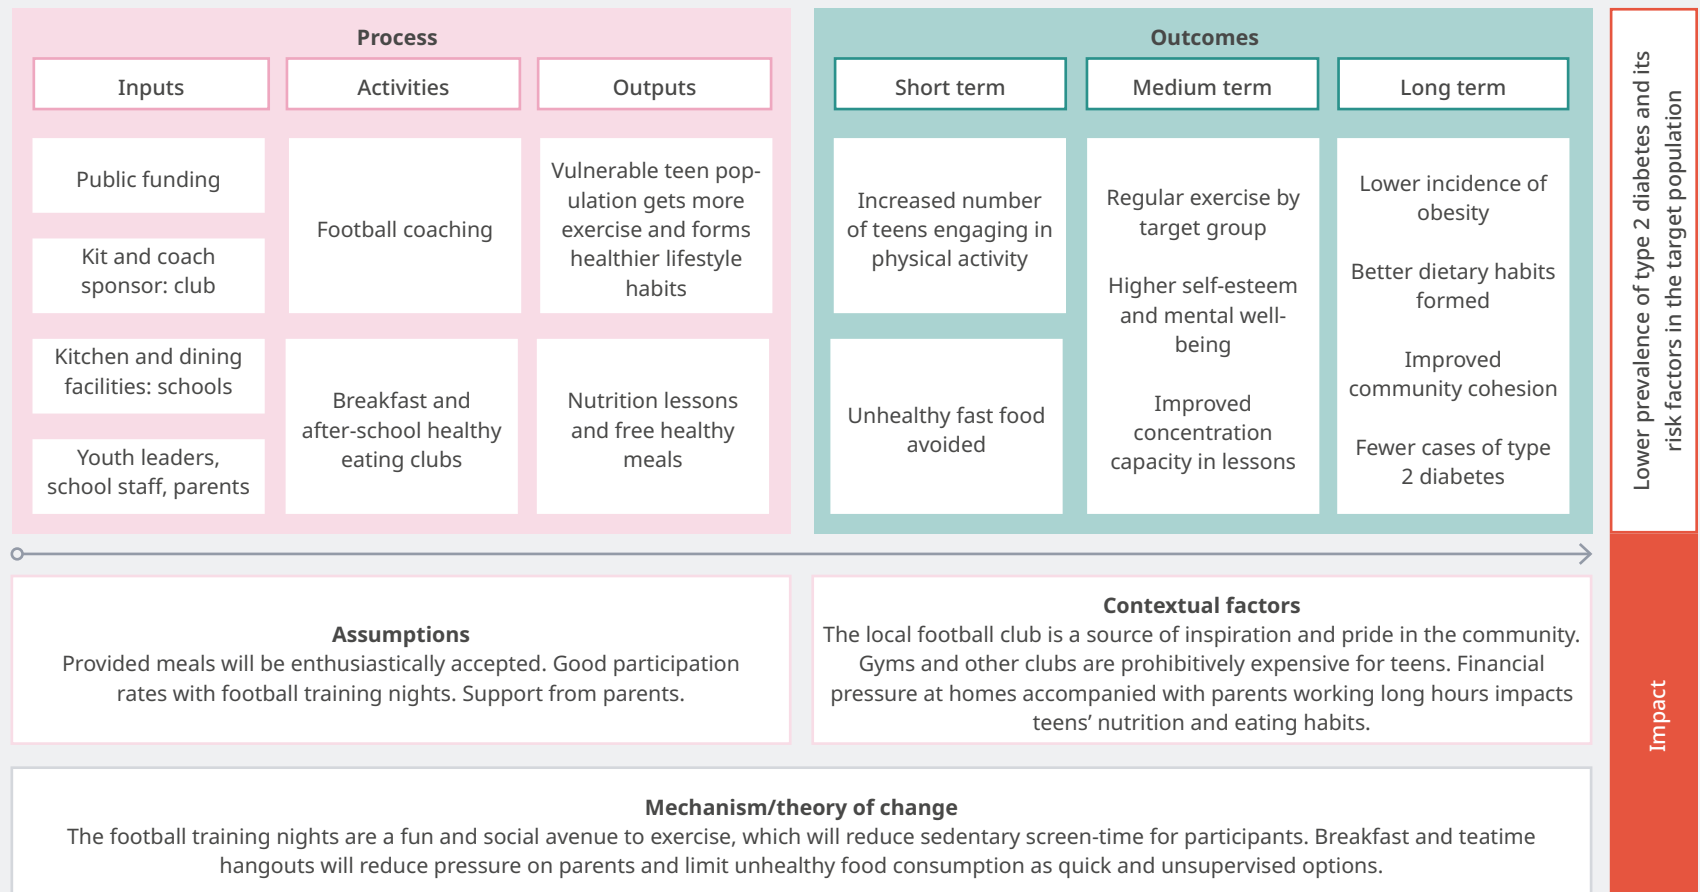 Process
Inputs
Activities
Outputs
Public funding
Kit and coach
sponsor: club
Kitchen and dining
facilities: schools
Youth leaders,
school staff, parents
Football coaching
Breakfast and
after-school healthy
eating clubs
Vulnerable teen pop-
ulation gets more
exercise and forms
healthier lifestyle
habits
Nutrition lessons
and free healthy
meals
Outcomes
Short term
Medium term
Long term
Increased number
of teens engaging in
physical activity
Unhealthy fast food
avoided
Regular exercise by
target group
Higher self-esteem
and mental well-
being
Improved
concentration
capacity in lessons
Lower incidence of
obesity
Better dietary habits
formed
Improved
community cohesion
Fewer cases of type
2 diabetes
Lower prevalence of type 2 diabetes and its
risk factors in the target population
Impact
Assumptions
Provided meals will be enthusiastically accepted. Good participation
rates with football training nights. Support from parents.
Contextual factors
The local football club is a source of inspiration and pride in the community.
Gyms and other clubs are prohibitively expensive for teens. Financial
pressure at homes accompanied with parents working long hours impacts
teens’ nutrition and eating habits.
Mechanism/theory of change
The football training nights are a fun and social avenue to exercise, which will reduce sedentary screen-time for participants. Breakfast and teatime
hangouts will reduce pressure on parents and limit unhealthy food consumption as quick and unsupervised options.